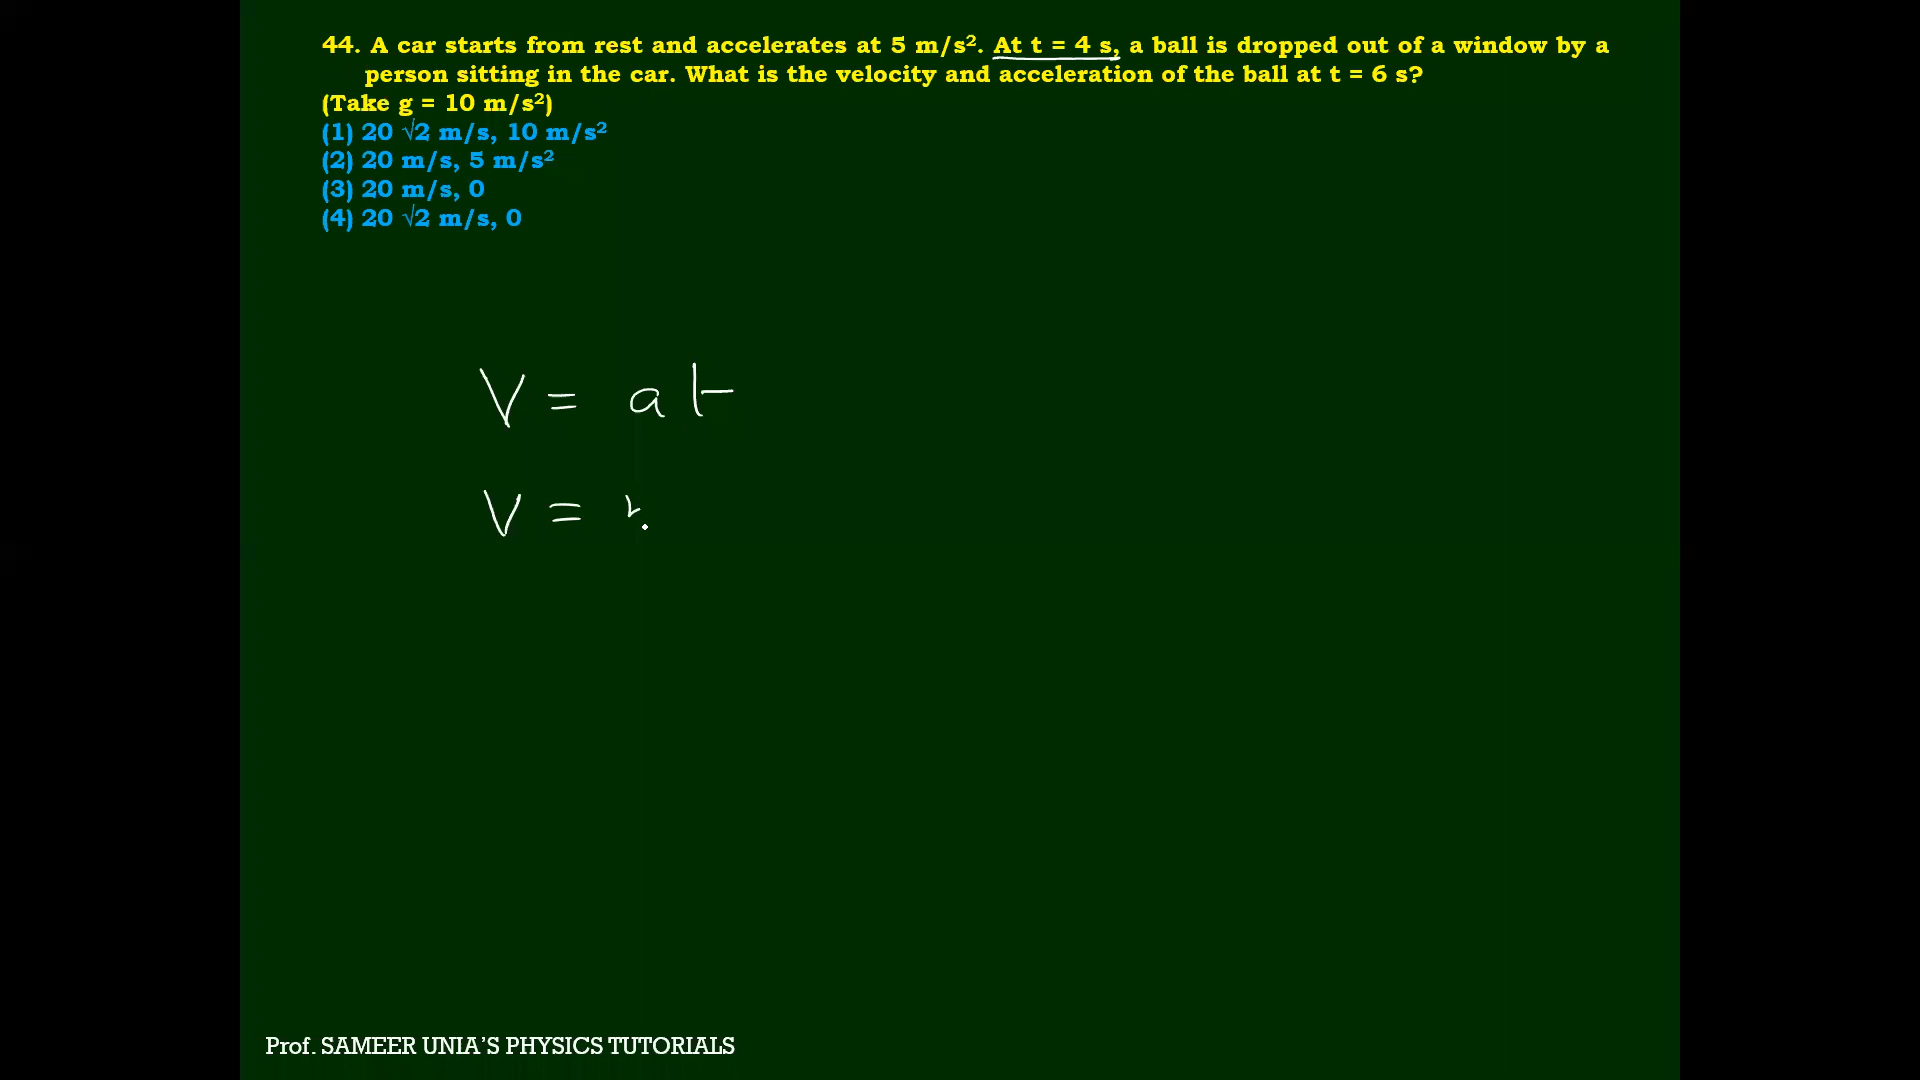 44. A car starts from rest and accelerates at 5 m/s². At t = 4 s, a ball is dropped out of a window by a
person sitting in the car. What is the velocity and acceleration of the ball at t = 6 s?
(Take g = 10 m/s²)
(1) 20 √2 m/s, 10 m/s²
(2) 20 m/s, 5 m/s²
(3) 20 m/s, 0
(4) 20 √2 m/s, 0
V = at
V =
Prof. SAMEER UNIA'S PHYSICS TUTORIALS